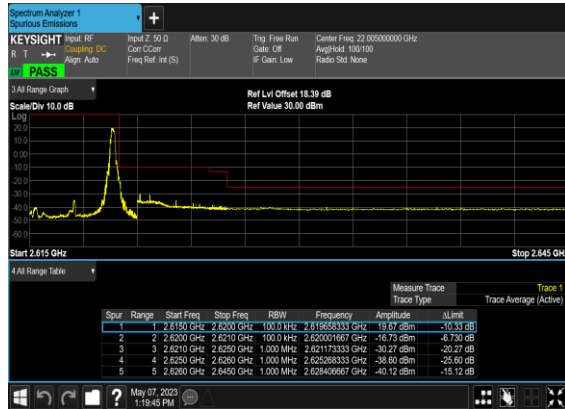 Spectrum Analyzer 1
Spurious Emissions
+
KEYSIGHT Input: RF Input Z: 50 Ω Atten: 30 dB Trig: Free Run Center Freq: 22.005000000 GHz
R T Coupling: DC Corr CCorr Gate: Off Avg|Hold: 100/100
Align: Auto Freq Ref: Int (S) IF Gain: Low Radio Std: None
PASS
3 All Range Graph
Ref Lvl Offset 18.39 dB
Scale/Div 10.0 dB Ref Value 30.00 dBm
Log
20.0
10.0
0.00
-10.0
-20.0
-30.0
-40.0
-50.0
-60.0
Start 2.615 GHz Stop 2.645 GH
4 All Range Table
Measure Trace Trace 1
Trace Type Trace Average (Active)
Spur Range Start Freq Stop Freq RBW Frequency Amplitude ΔLimit
1 1 2.6150 GHz 2.6200 GHz 100.0 kHz 2.619658333 GHz 19.67 dBm -10.33 dB
2 2 2.6200 GHz 2.6210 GHz 100.0 kHz 2.620001667 GHz -16.73 dBm -6.730 dB
3 3 2.6210 GHz 2.6250 GHz 1.000 MHz 2.621173333 GHz -30.27 dBm -20.27 dB
4 4 2.6250 GHz 2.6260 GHz 1.000 MHz 2.625268333 GHz -38.60 dBm -25.60 dB
5 5 2.6260 GHz 2.6450 GHz 1.000 MHz 2.628406667 GHz -40.12 dBm -15.12 dB
? May 07, 2023
1:19:45 PM